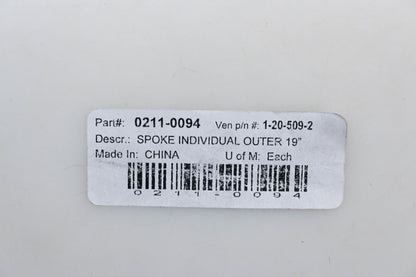 Part#: 0211-0094 Ven p/n #: 1-20-509-2
Descr.: SPOKE INDIVIDUAL OUTER 19"
Made In: CHINA U of M: Each
0211-0094